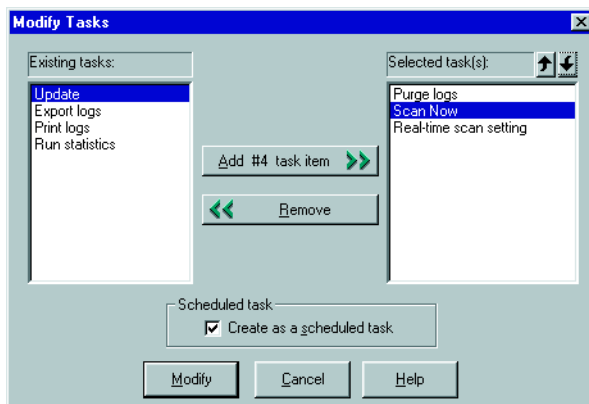 Modify Tasks
Existing tasks:
Selected task(s):
Update
Export logs
Print logs
Run statistics
Purge logs
Scan Now
Real-time scan setting
Add #4 task item
Remove
Scheduled task
Create as a scheduled task
Modify
Cancel
Help